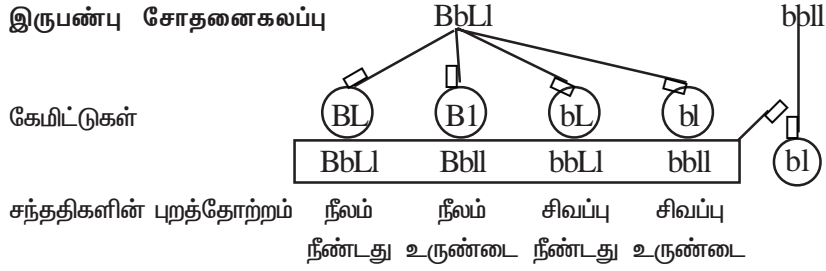 இருபண்பு சோதனைகலப்பு BbLl bbll
கேமிட்டுகள் BL Bl bL bl
BbLl Bbll bbLl bbll bl
சந்ததிகளின் புறத்தோற்றம் நீலம் நீலம் சிவப்பு சிவப்பு
நீண்டது உருண்டை நீண்டது உருண்டை